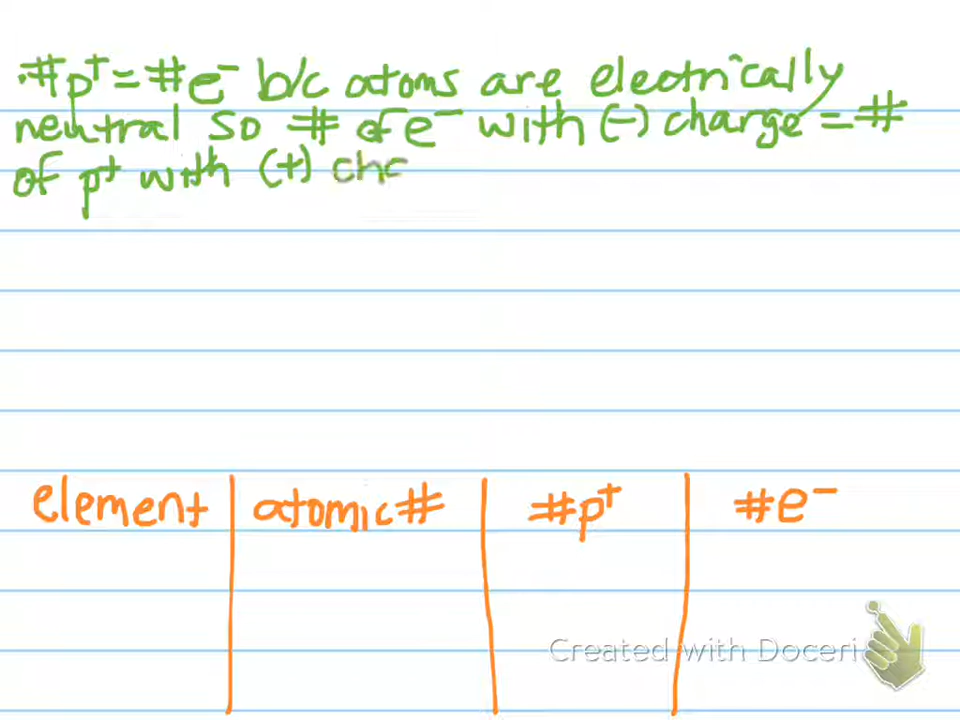 ·#p⁺ = #e⁻ b/c atoms are electrically
neutral so # of e⁻ with (-) charge = #
of p⁺ with (+) cha
element atomic # #p⁺ #e⁻
Created with Doceri